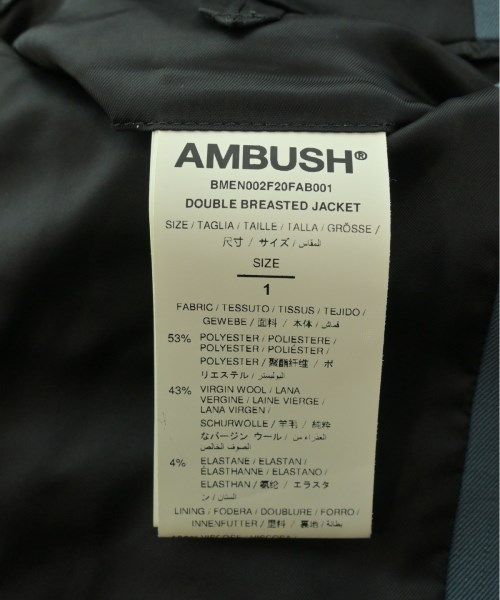 AMBUSH®
BMEN002F20FAB001
DOUBLE BREASTED JACKET
SIZE / TAGLIA / TAILLE / TALLA / GRÖSSE /
尺寸 / サイズ / المقاس
SIZE
1
FABRIC / TESSUTO / TISSUS / TEJIDO /
GEWEBE / 面料 / 本体 / قماش
53% POLYESTER / POLIESTERE /
POLYESTER / POLIÉSTER /
POLYESTER / 聚酯纤维 / ポ
リエステル / البوليستر
43% VIRGIN WOOL / LANA
VERGINE / LAINE VIERGE /
LANA VIRGEN /
SCHURWOLLE / 羊毛 / 純粋
なバージン ウール / العذراء من
الصوف الخالص
4% ELASTANE / ELASTAN /
ÉLASTHANNE / ELASTANO /
ELASTHAN / 氨纶 / エラスタ
ン /
LINING / FODERA / DOUBLURE / FORRO /
INNENFUTTER / 里料 / 裏地 / بطانة